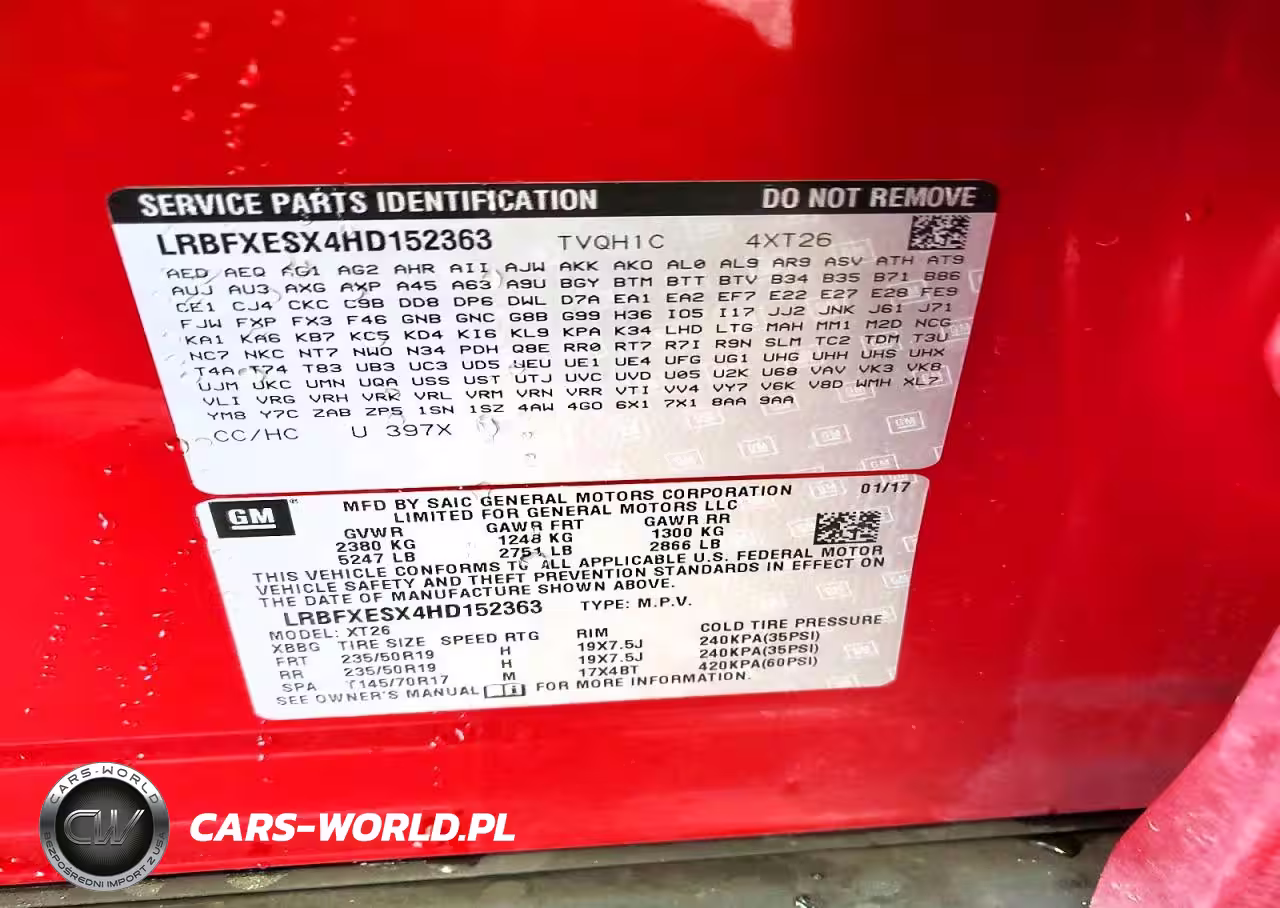 SERVICE PARTS IDENTIFICATION DO NOT REMOVE
LRBFXESX4HD152363 TVQH1C 4XT26
AED AEQ AG1 AG2 AHR AII AJW AKK AKO AL0 AL9 AR9 ASV ATH AT9
AUJ AU3 AXG AXP A45 A63 A9U BGY BTM BTT BTV B34 B35 B71 B86
CE1 CJ4 CKC C9B DD8 DP6 DWL D7A EA1 EA2 EF7 E22 E27 E28 FE9
FJW FXP FX3 F46 GNB GNC G8B G99 H36 IO5 I17 JJ2 JNK J61 J71
KA1 KA6 KB7 KC5 KD4 KI6 KL9 KPA K34 LHD LTG MAH MM1 M2D NCG
NC7 NKC NT7 NWO N34 PDH Q8E RR0 RT7 R7I R9N SLM TC2 TDM T3U
T4A T74 T83 UB3 UC3 UD5 UEU UE1 UE4 UFG UG1 UHG UHH UHS UHX
UJM UKC UMN UQA USS UST UTJ UVC UVD U05 U2K U68 VAV VK3 VK8
VLI VRG VRH VRK VRL VRM VRN VRR VTI VV4 VY7 V6K V8D WMH XL7
YM8 Y7C ZAB ZP5 1SN 1SZ 4AW 4GO 6X1 7X1 8AA 9AA
CC/HC U 397X
GM® MFD BY SAIC GENERAL MOTORS CORPORATION 01/17
LIMITED FOR GENERAL MOTORS LLC
GVWR GAWR FRT GAWR RR
2380 KG 1248 KG 1300 KG
5247 LB 2751 LB 2866 LB
THIS VEHICLE CONFORMS TO ALL APPLICABLE U.S. FEDERAL MOTOR
VEHICLE SAFETY AND THEFT PREVENTION STANDARDS IN EFFECT ON
THE DATE OF MANUFACTURE SHOWN ABOVE.
LRBFXESX4HD152363 TYPE: M.P.V.
MODEL: XT26
XBBG TIRE SIZE SPEED RTG RIM COLD TIRE PRESSURE
FRT 235/50R19 H 19X7.5J 240KPA(35PSI)
RR 235/50R19 H 19X7.5J 240KPA(35PSI)
SPA T145/70R17 M 17X4BT 420KPA(60PSI)
SEE OWNER'S MANUAL FOR MORE INFORMATION.
CARS-WORLD
CW
BEZPOŚREDNI IMPORT Z USA
CARS-WORLD.PL